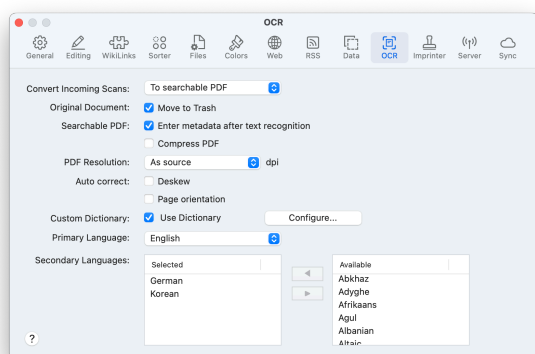 OCR
General Editing WikiLinks Sorter Files Colors Web RSS Data OCR Imprinter Server Sync
Convert Incoming Scans: To searchable PDF
Original Document: Move to Trash
Searchable PDF: Enter metadata after text recognition
Compress PDF
PDF Resolution: As source dpi
Auto correct: Deskew
Page orientation
Custom Dictionary: Use Dictionary Configure...
Primary Language: English
Secondary Languages: Selected Available
German Abkhaz
Korean Adyghe
Afrikaans
Agul
Albanian
Altaic
?